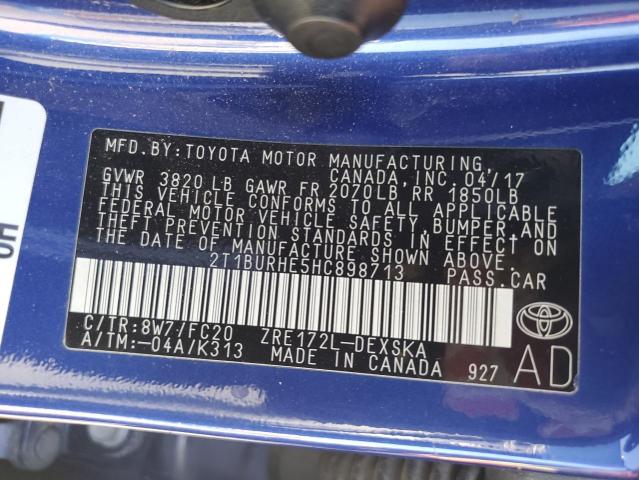 MFD.BY:TOYOTA MOTOR MANUFACTURING
CANADA,INC. 04/17
GVWR 3820 LB GAWR FR 2070LB,RR 1850LB
THIS VEHICLE CONFORMS TO ALL APPLICABLE
FEDERAL MOTOR VEHICLE SAFETY,BUMPER,AND
THEFT PREVENTION STANDARDS IN EFFECT ON
THE DATE OF MANUFACTURE SHOWN ABOVE.
2T1BURHE5HC898713 PASS.CAR
C/TR:8W7/FC20 ZRE172L-DEXSKA
A/TM:-04A/K313 MADE IN CANADA 927
AD